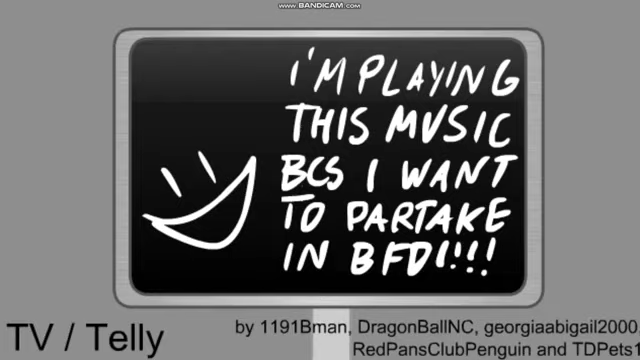 www.BANDICAM.com
I'M PLAYING
THIS MUSIC
BCS I WANT
TO PARTAKE
IN BFDI!!!
TV / Telly
by 1191Bman, DragonBallNC, georgiaabigail2000,
RedPansClubPenguin and TDPets1